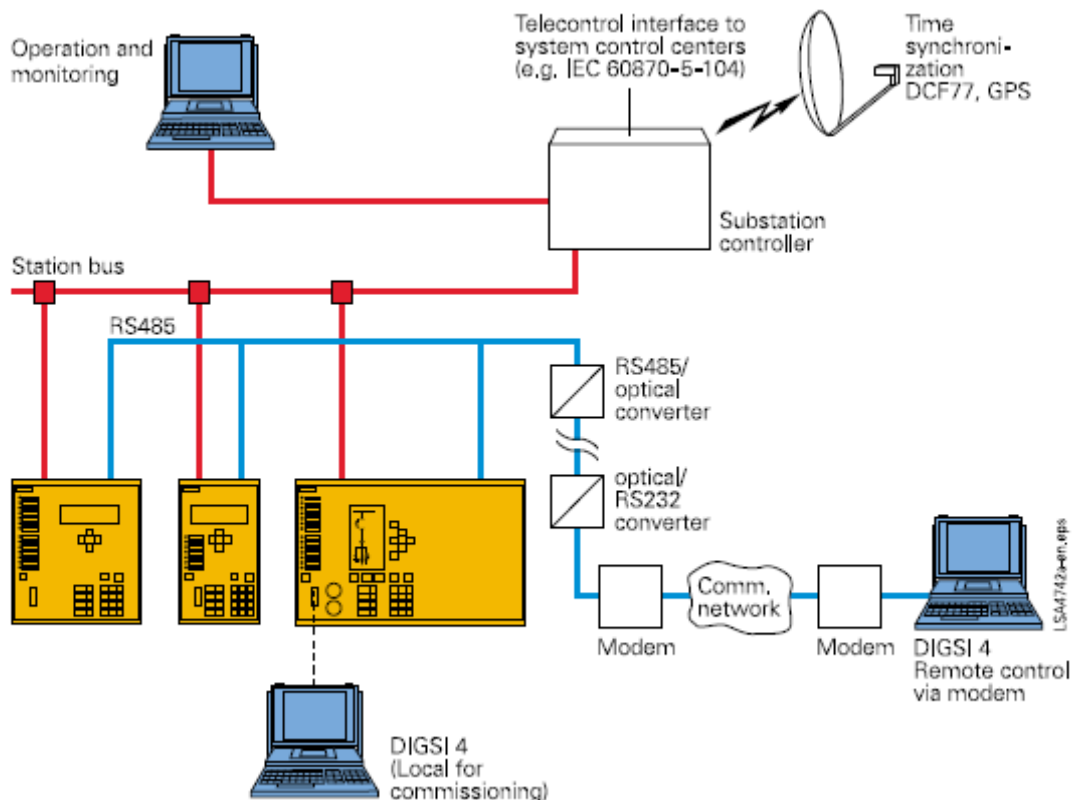 Operation and
monitoring
Telecontrol interface to
system control centers
(e.g. IEC 60870-5-104)
Time
synchroni-
zation
DCF77, GPS
Substation
controller
Station bus
RS485
RS485/
optical
converter
optical/
RS232
converter
Modem
Comm.
network
Modem
DIGSI 4
Remote control
via modem
LSA4742a-en.eps
DIGSI 4
(Local for
commissioning)